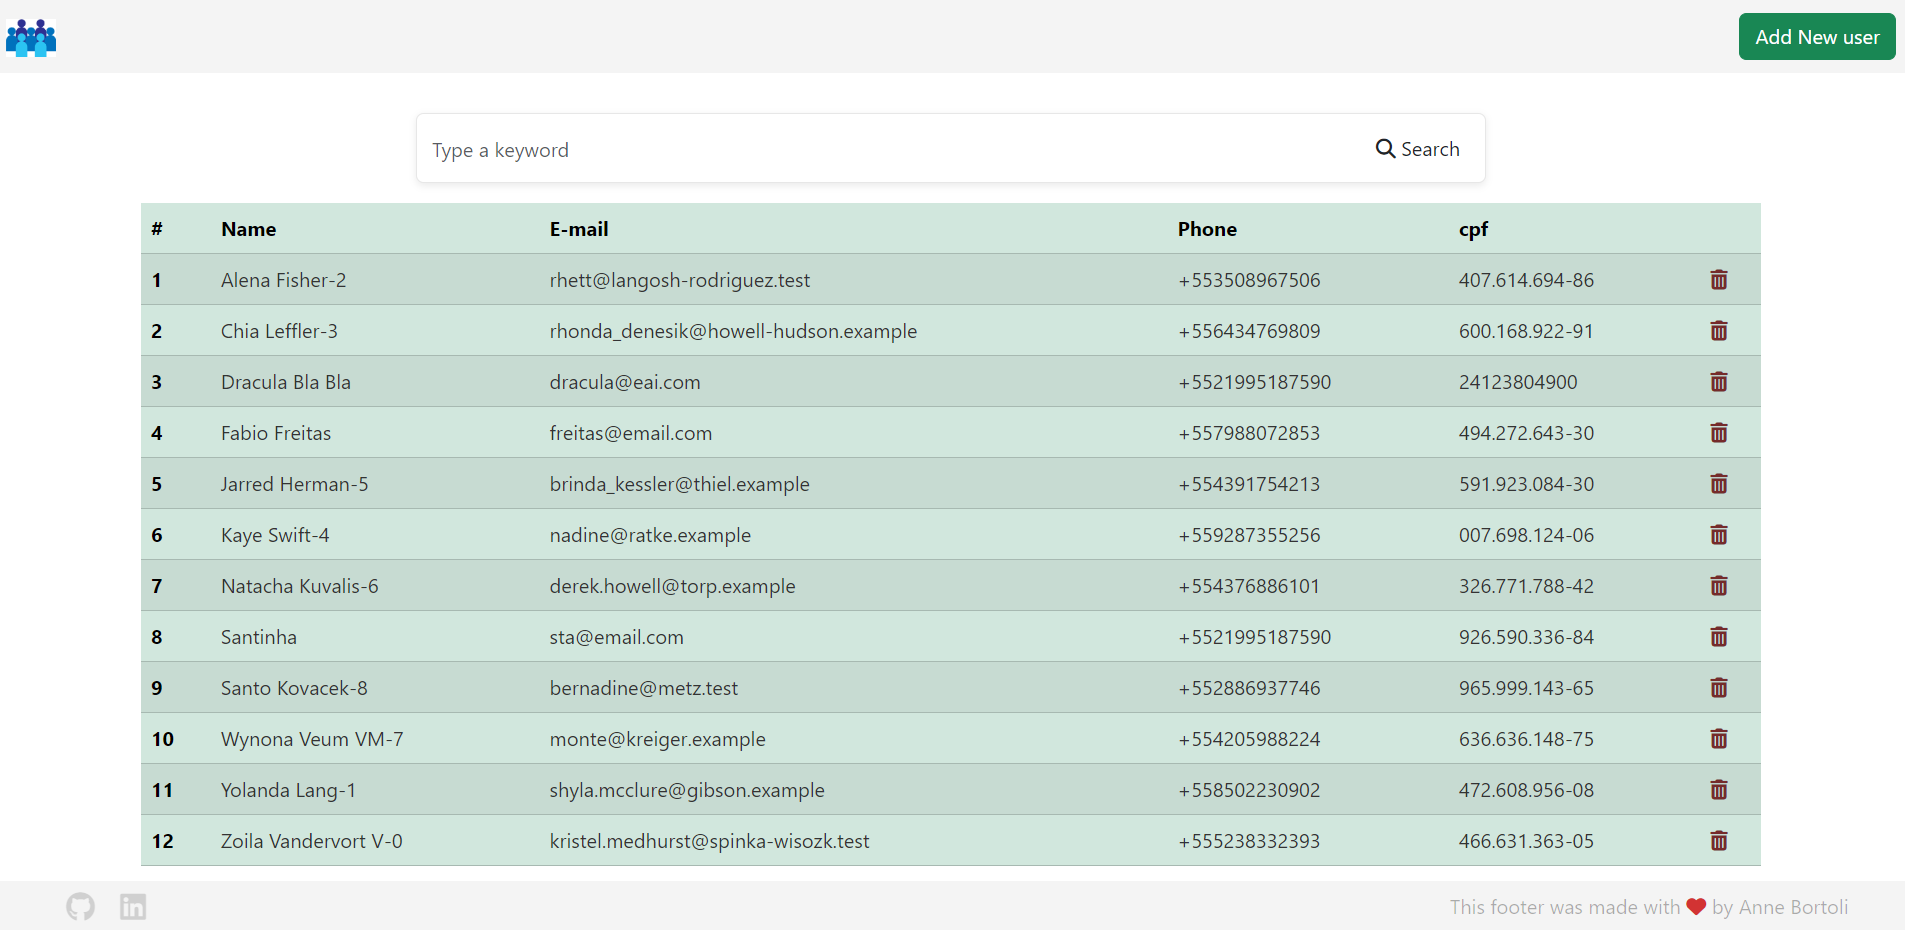 Add New user
Type a keyword Search
# Name E-mail Phone cpf
1 Alena Fisher-2 rhett@langosh-rodriguez.test +553508967506 407.614.694-86
2 Chia Leffler-3 rhonda_denesik@howell-hudson.example +556434769809 600.168.922-91
3 Dracula Bla Bla dracula@eai.com +5521995187590 24123804900
4 Fabio Freitas freitas@email.com +557988072853 494.272.643-30
5 Jarred Herman-5 brinda_kessler@thiel.example +554391754213 591.923.084-30
6 Kaye Swift-4 nadine@ratke.example +559287355256 007.698.124-06
7 Natacha Kuvalis-6 derek.howell@torp.example +554376886101 326.771.788-42
8 Santinha sta@email.com +5521995187590 926.590.336-84
9 Santo Kovacek-8 bernadine@metz.test +552886937746 965.999.143-65
10 Wynona Veum VM-7 monte@kreiger.example +554205988224 636.636.148-75
11 Yolanda Lang-1 shyla.mcclure@gibson.example +558502230902 472.608.956-08
12 Zoila Vandervort V-0 kristel.medhurst@spinka-wisozk.test +555238332393 466.631.363-05
This footer was made with ❤ by Anne Bortoli